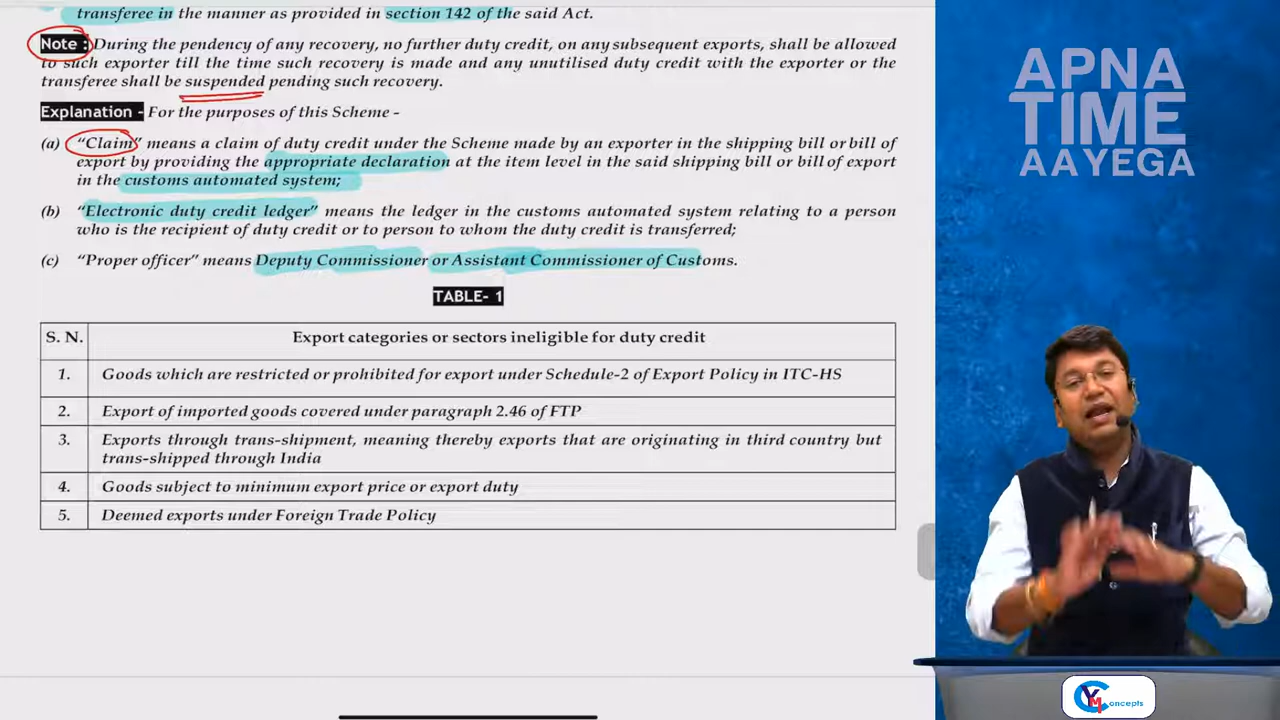 transferee in the manner as provided in section 142 of the said Act.
Note : During the pendency of any recovery, no further duty credit, on any subsequent exports, shall be allowed
to such exporter till the time such recovery is made and any unutilised duty credit with the exporter or the
transferee shall be suspended pending such recovery.
Explanation - For the purposes of this Scheme -
(a) “Claim” means a claim of duty credit under the Scheme made by an exporter in the shipping bill or bill of
export by providing the appropriate declaration at the item level in the said shipping bill or bill of export
in the customs automated system;
(b) “Electronic duty credit ledger” means the ledger in the customs automated system relating to a person
who is the recipient of duty credit or to person to whom the duty credit is transferred;
(c) “Proper officer” means Deputy Commissioner or Assistant Commissioner of Customs.
TABLE- 1
S. N. Export categories or sectors ineligible for duty credit
1. Goods which are restricted or prohibited for export under Schedule-2 of Export Policy in ITC-HS
2. Export of imported goods covered under paragraph 2.46 of FTP
3. Exports through trans-shipment, meaning thereby exports that are originating in third country but
trans-shipped through India
4. Goods subject to minimum export price or export duty
5. Deemed exports under Foreign Trade Policy
APNA
TIME
AAYEGA
YM Concepts